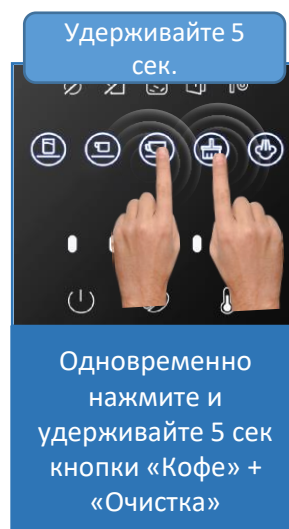 Удерживайте 5
сек.
Одновременно
нажмите и
удерживайте 5 сек
кнопки «Кофе» +
«Очистка»